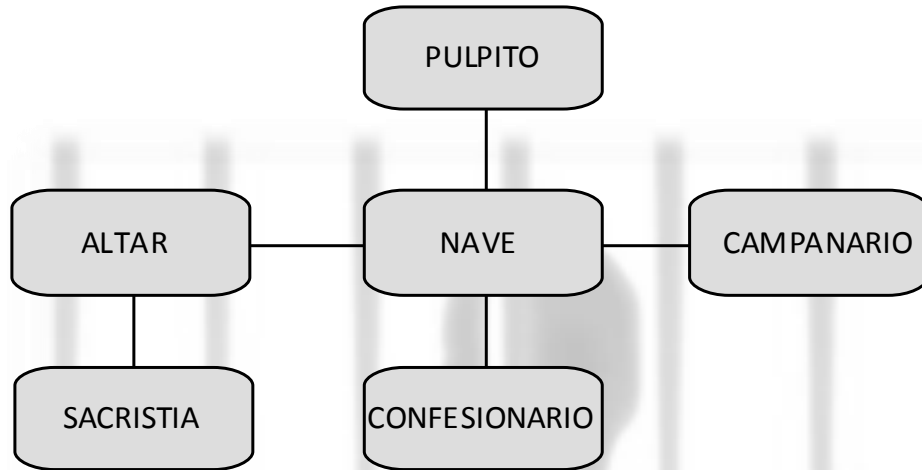 PULPITO
ALTAR
NAVE
CAMPANARIO
SACRISTIA
CONFESIONARIO